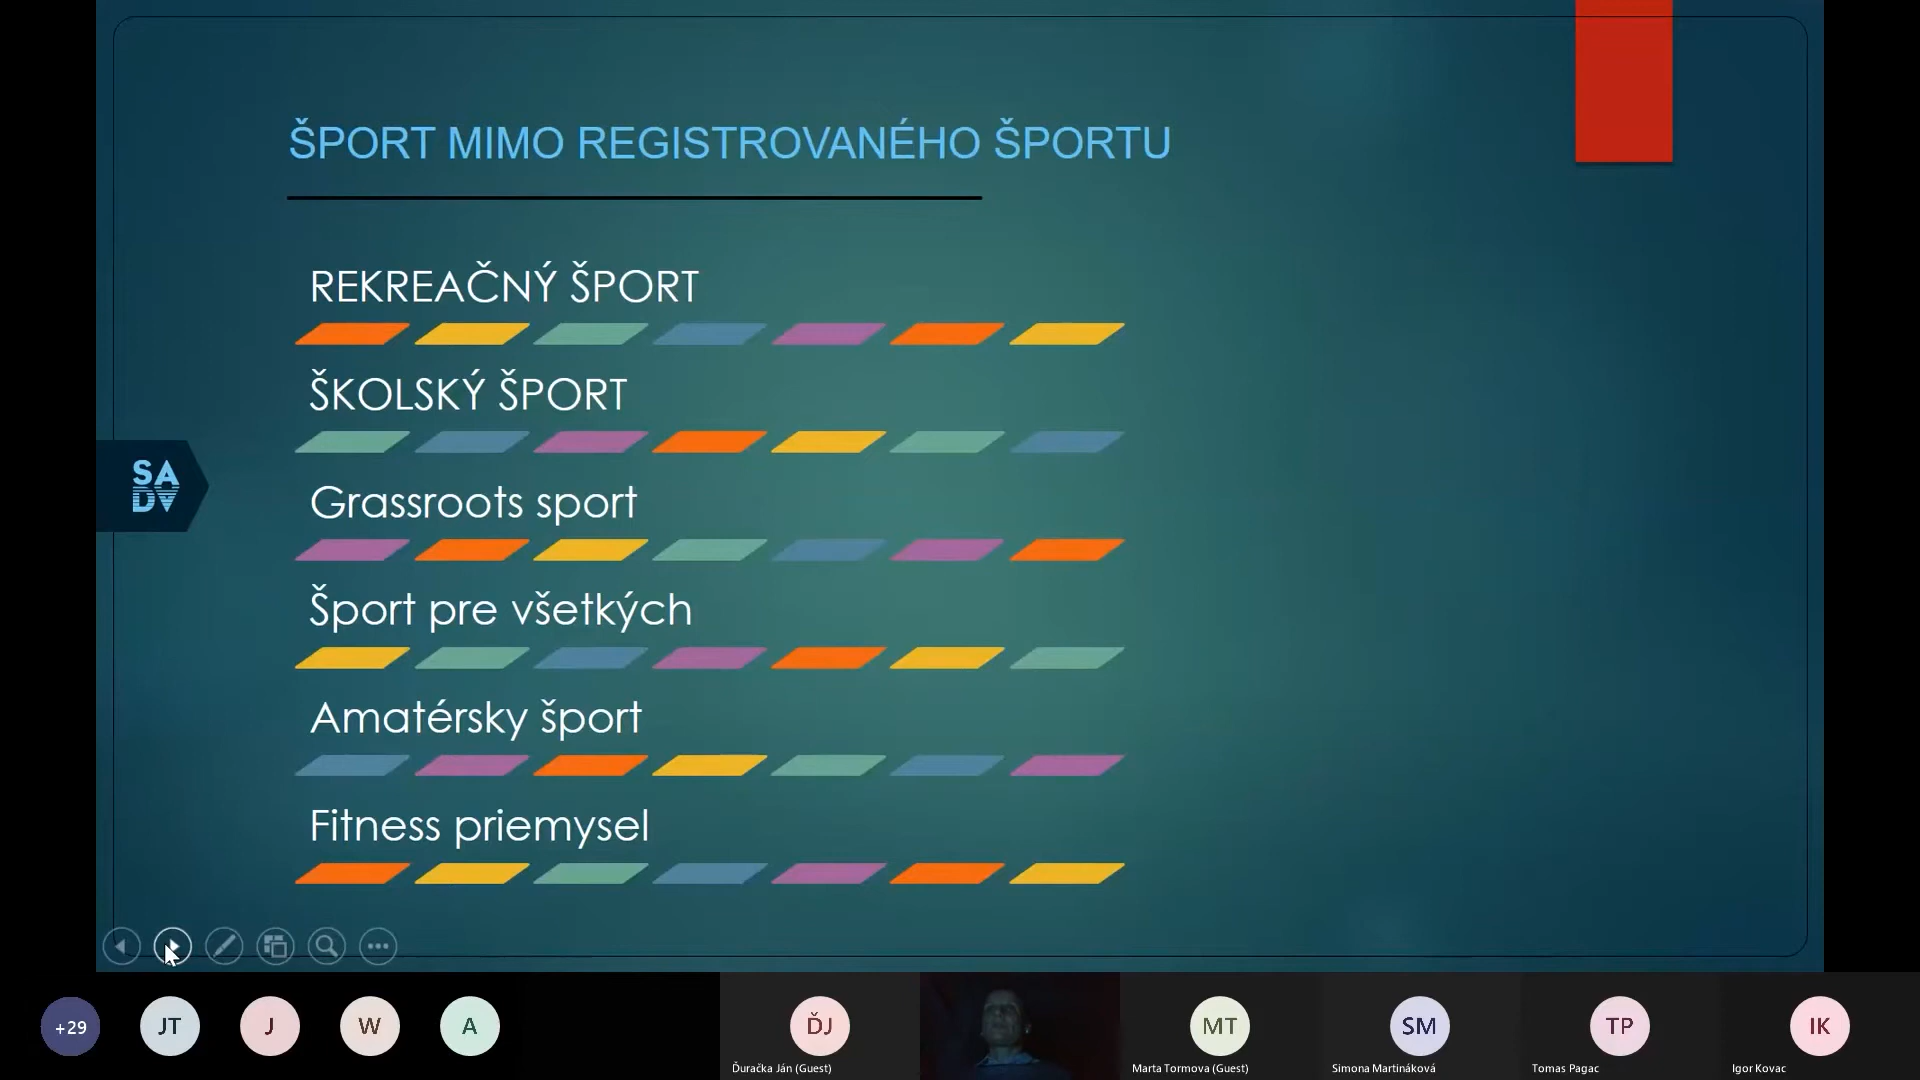 ŠPORT MIMO REGISTROVANÉHO ŠPORTU
REKREAČNÝ ŠPORT
ŠKOLSKÝ ŠPORT
Grassroots sport
Šport pre všetkých
Amatérsky šport
Fitness priemysel
SA
DV
+29
JT
J
W
A
ĎJ
MT
SM
TP
IK
Ďuračka Ján (Guest)
Marta Tormova (Guest)
Simona Martináková
Tomas Pagac
Igor Kovac